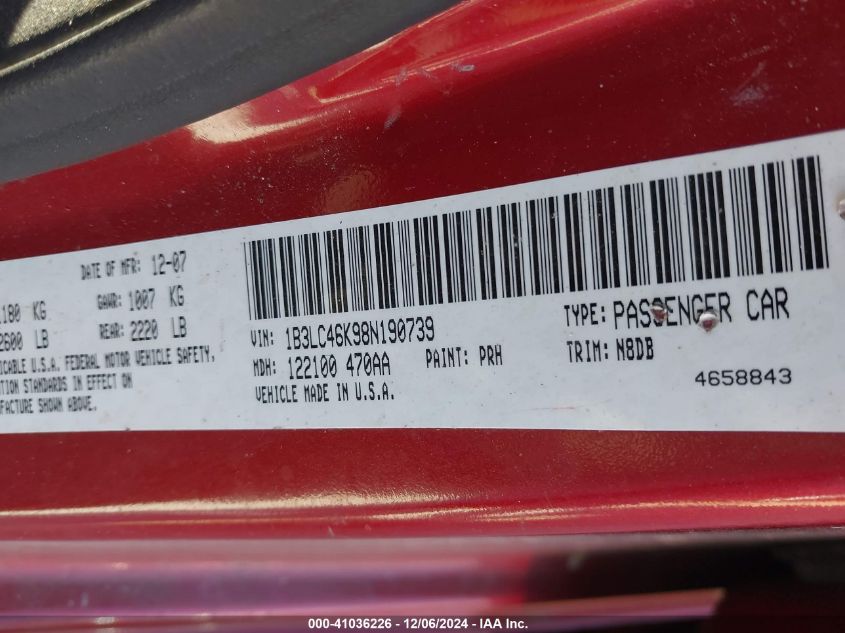 DATE OF MFR: 12-07
1180 KG GAWR: 1007 KG
2600 LB REAR: 2220 LB
ICABLE U.S.A. FEDERAL MOTOR VEHICLE SAFETY,
TION STANDARDS IN EFFECT ON
FACTURE SHOWN ABOVE.
VIN: 1B3LC46K98N190739
MDH: 122100 470AA PAINT: PRH
VEHICLE MADE IN U.S.A.
TYPE: PASSENGER CAR
TRIM: N8DB
4658843
000-41036226 - 12/06/2024 - IAA Inc.